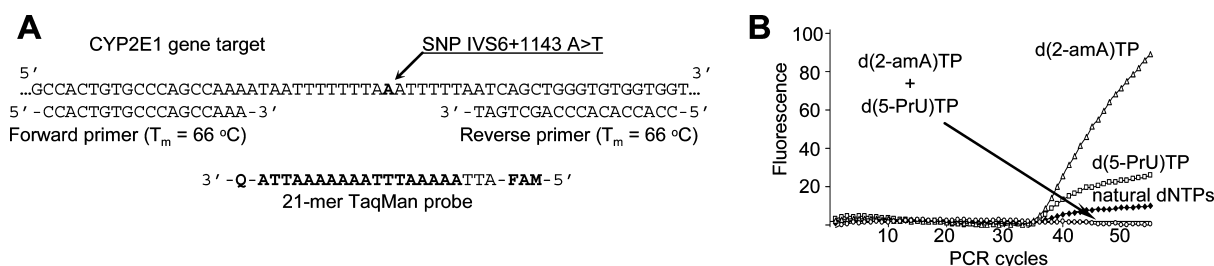 A
CYP2E1 gene target
SNP IVS6+1143 A>T
5′ 3′
…GCCACTGTGCCCAGCCAAAATAATTTTTTTAAATTTTTAATCAGCTGGGTGTGGTGGT…
5′-CCACTGTGCCCAGCCAAA-3′ 3′-TAGTCGACCCACACCACC-5′
Forward primer (Tm = 66 °C) Reverse primer (Tm = 66 °C)
3′-Q-ATTAAAAAAATTTAAAAATTA-FAM-5′
21-mer TaqMan probe
B
Fluorescence
100
80
60
40
20
10 20 30 40 50
PCR cycles
d(2-amA)TP
+
d(5-PrU)TP
d(2-amA)TP
d(5-PrU)TP
natural dNTPs